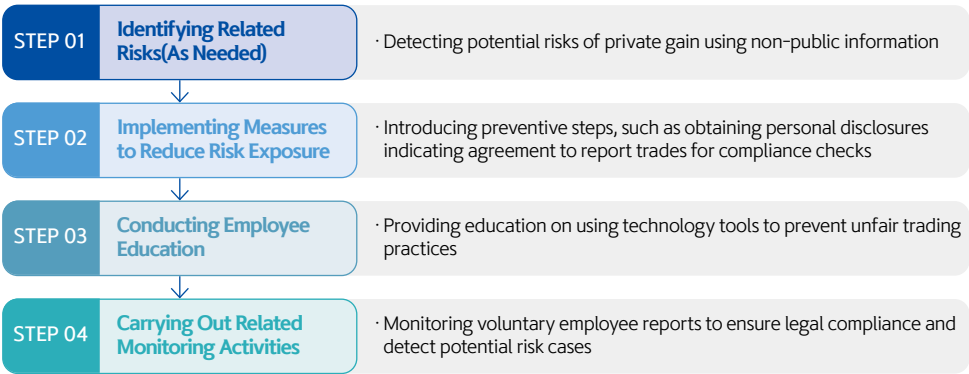 STEP 01
Identifying Related
Risks(As Needed)
· Detecting potential risks of private gain using non-public information
STEP 02
Implementing Measures
to Reduce Risk Exposure
· Introducing preventive steps, such as obtaining personal disclosures
indicating agreement to report trades for compliance checks
STEP 03
Conducting Employee
Education
· Providing education on using technology tools to prevent unfair trading
practices
STEP 04
Carrying Out Related
Monitoring Activities
· Monitoring voluntary employee reports to ensure legal compliance and
detect potential risk cases